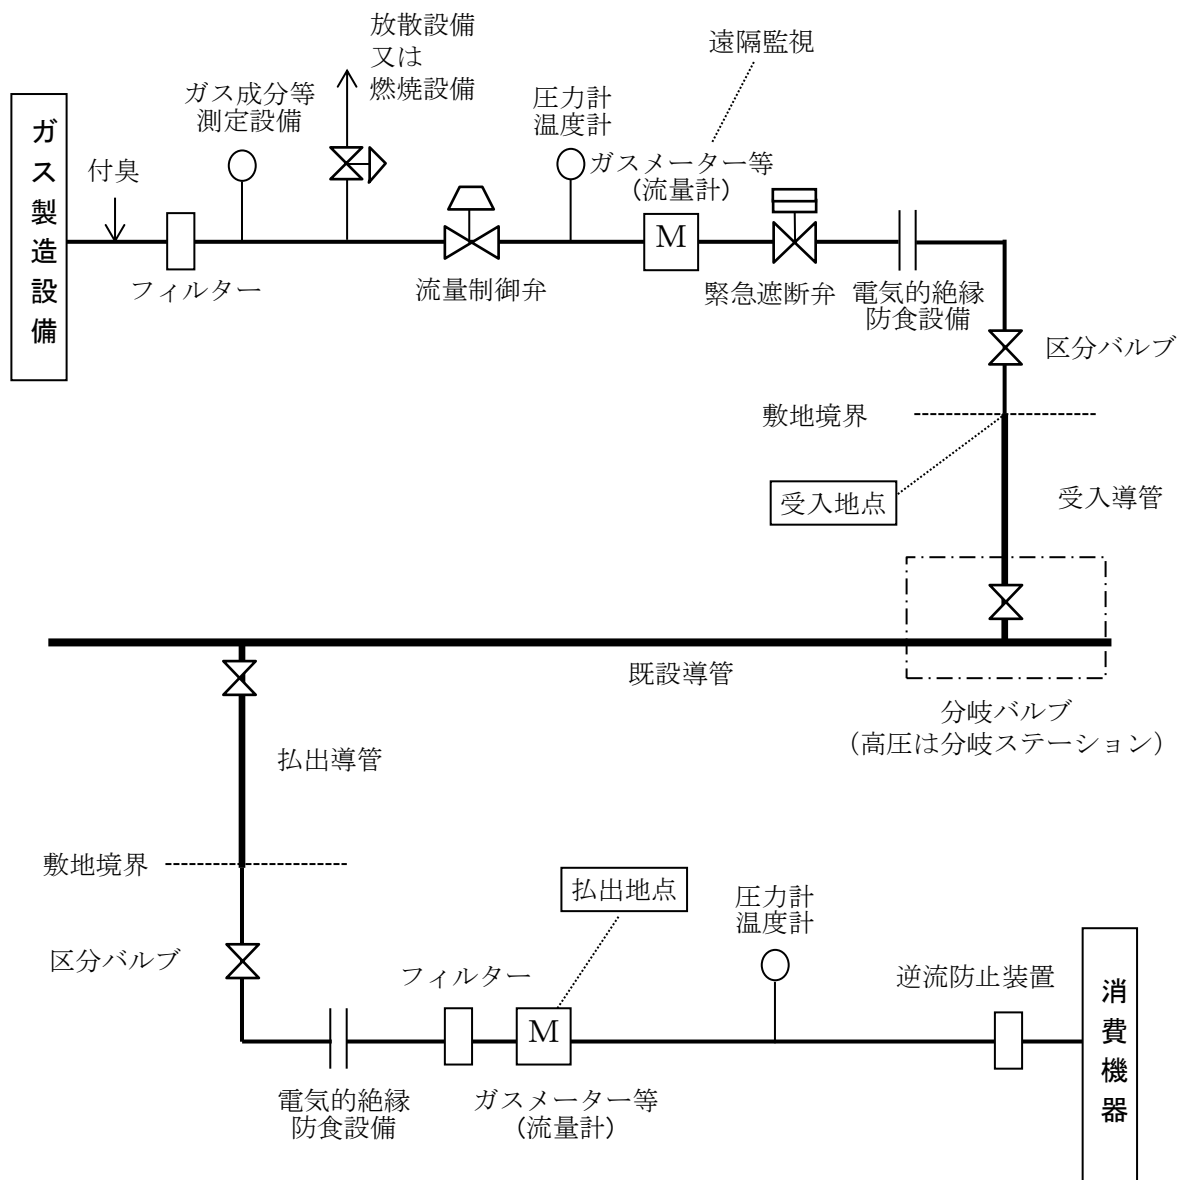 放散設備
又は
燃焼設備
遠隔監視
ガス成分等
測定設備
圧力計
温度計
ガス製造設備
付臭
ガスメーター等
(流量計)
M
フィルター
流量制御弁
緊急遮断弁
電気的絶縁
防食設備
区分バルブ
敷地境界
受入地点
受入導管
既設導管
分岐バルブ
（高圧は分岐ステーション）
払出導管
敷地境界
払出地点
圧力計
温度計
区分バルブ
フィルター
逆流防止装置
消費機器
M
電気的絶縁
防食設備
ガスメーター等
(流量計)